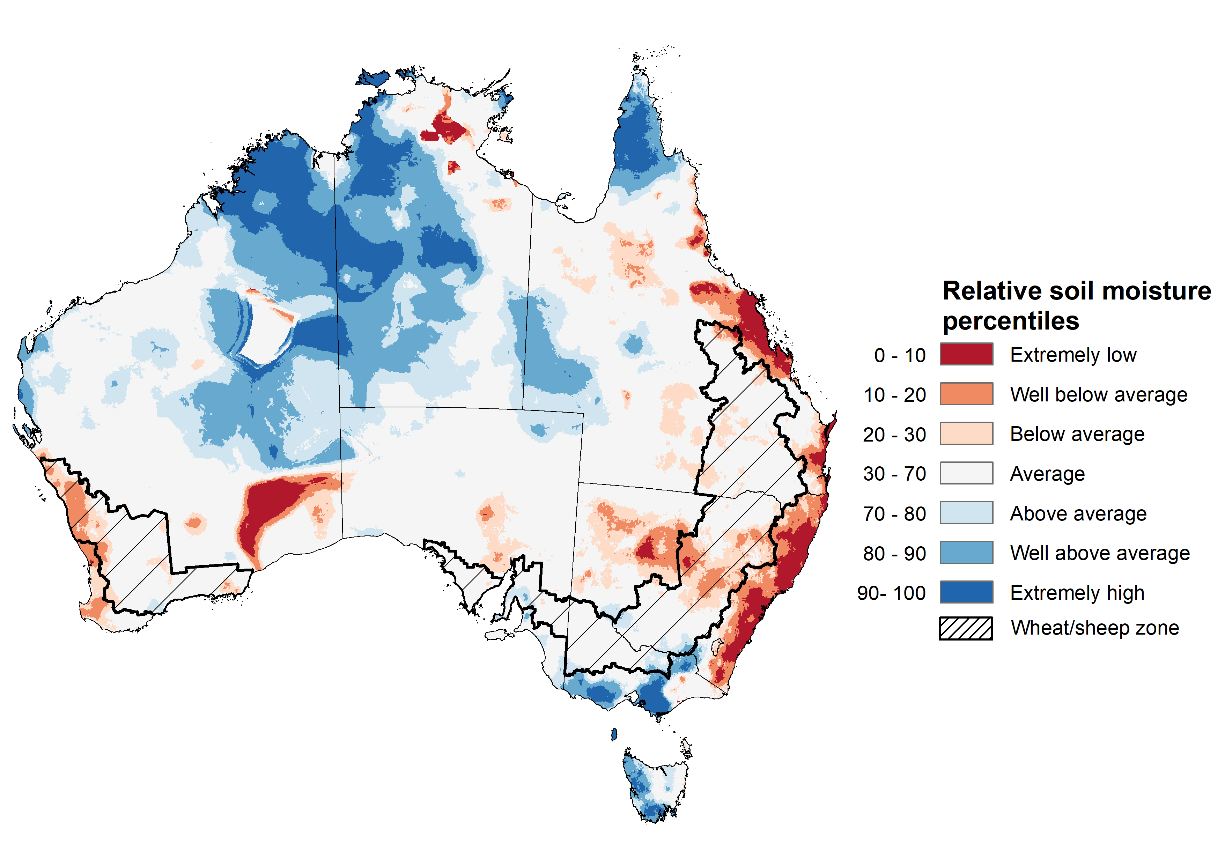 Relative soil moisture
percentiles
0 - 10 Extremely low
10 - 20 Well below average
20 - 30 Below average
30 - 70 Average
70 - 80 Above average
80 - 90 Well above average
90- 100 Extremely high
Wheat/sheep zone